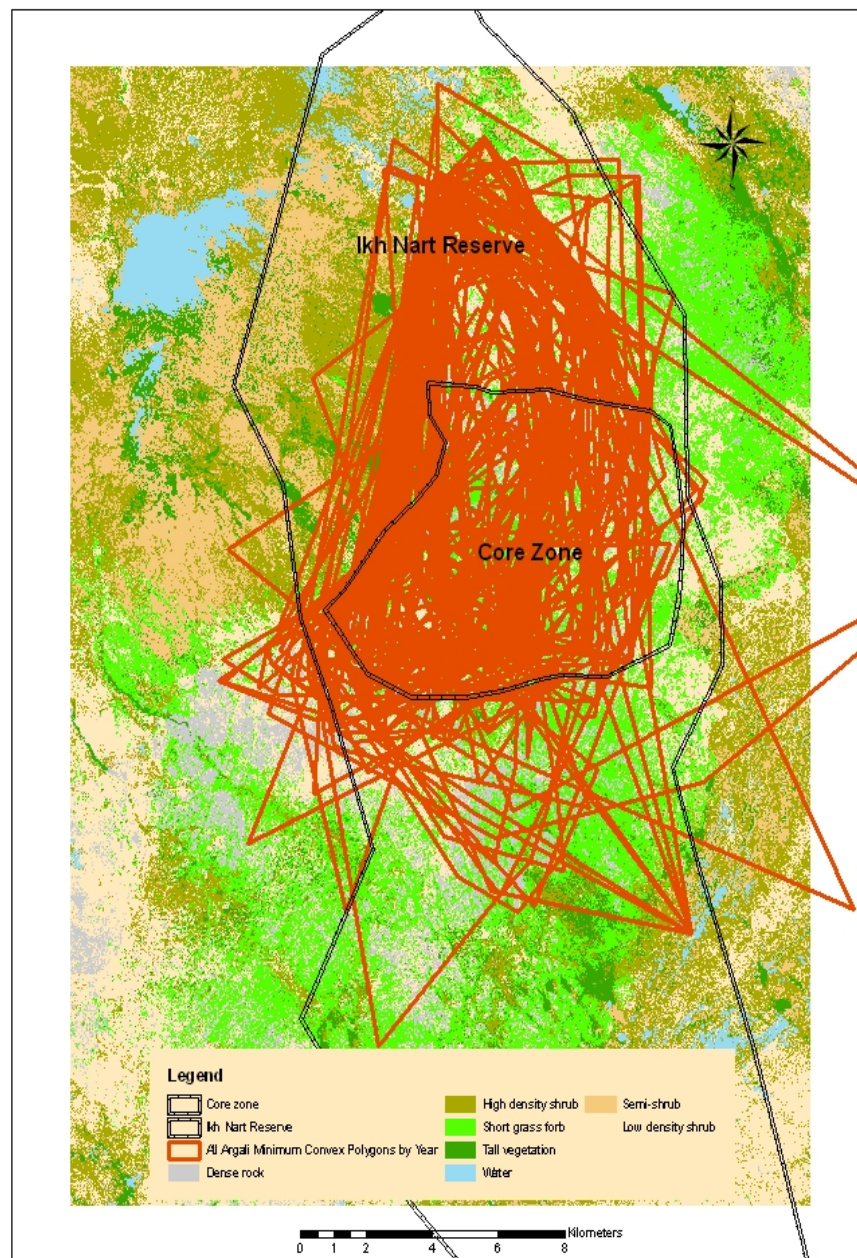 Ikh Nart Reserve
Core Zone
Legend
Core zone
Ikh Nart Reserve
All Argali Minimum Convex Polygons by Year
Dense rock
High density shrub
Short grass forb
Tall vegetation
Water
Semi-shrub
Low density shrub
Kilometers
0 0.5 1 2 4 6 8